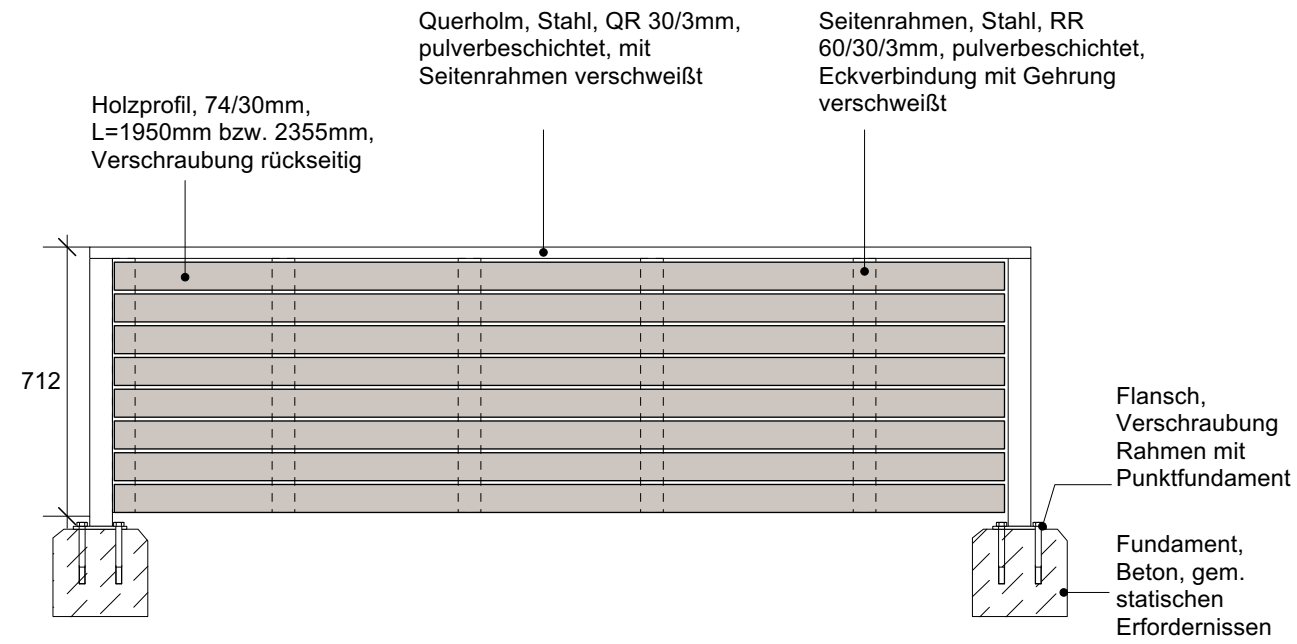 Querholm, Stahl, QR 30/3mm,
pulverbeschichtet, mit
Seitenrahmen verschweißt
Seitenrahmen, Stahl, RR
60/30/3mm, pulverbeschichtet,
Eckverbindung mit Gehrung
verschweißt
Holzprofil, 74/30mm,
L=1950mm bzw. 2355mm,
Verschraubung rückseitig
712
Flansch,
Verschraubung
Rahmen mit
Punktfundament
Fundament,
Beton, gem.
statischen
Erfordernissen